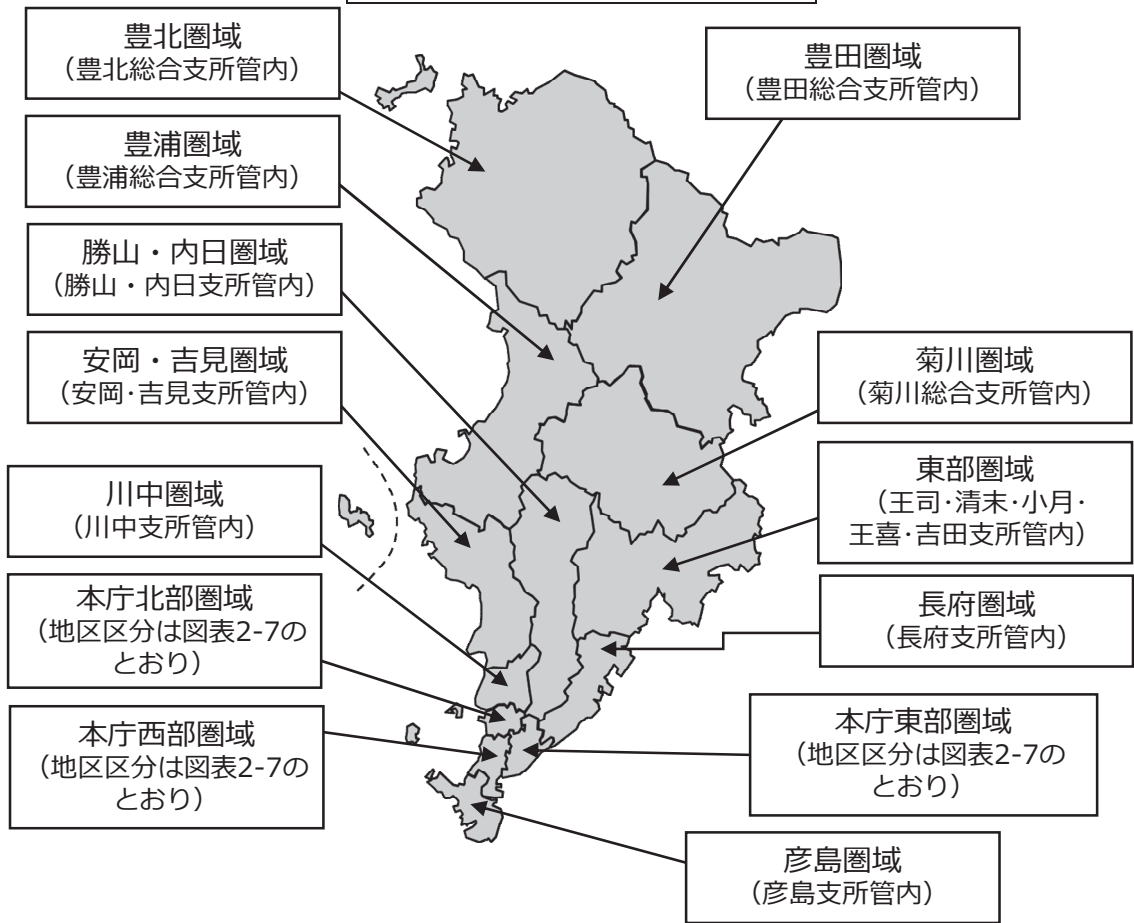 豊北圏域
（豊北総合支所管内）
豊浦圏域
（豊浦総合支所管内）
勝山・内日圏域
（勝山・内日支所管内）
安岡・吉見圏域
（安岡･吉見支所管内）
川中圏域
（川中支所管内）
本庁北部圏域
（地区区分は図表2-7の
とおり）
本庁西部圏域
（地区区分は図表2-7の
とおり）
豊田圏域
（豊田総合支所管内）
菊川圏域
（菊川総合支所管内）
東部圏域
（王司･清末･小月･
王喜･吉田支所管内）
長府圏域
（長府支所管内）
本庁東部圏域
（地区区分は図表2-7の
とおり）
彦島圏域
（彦島支所管内）